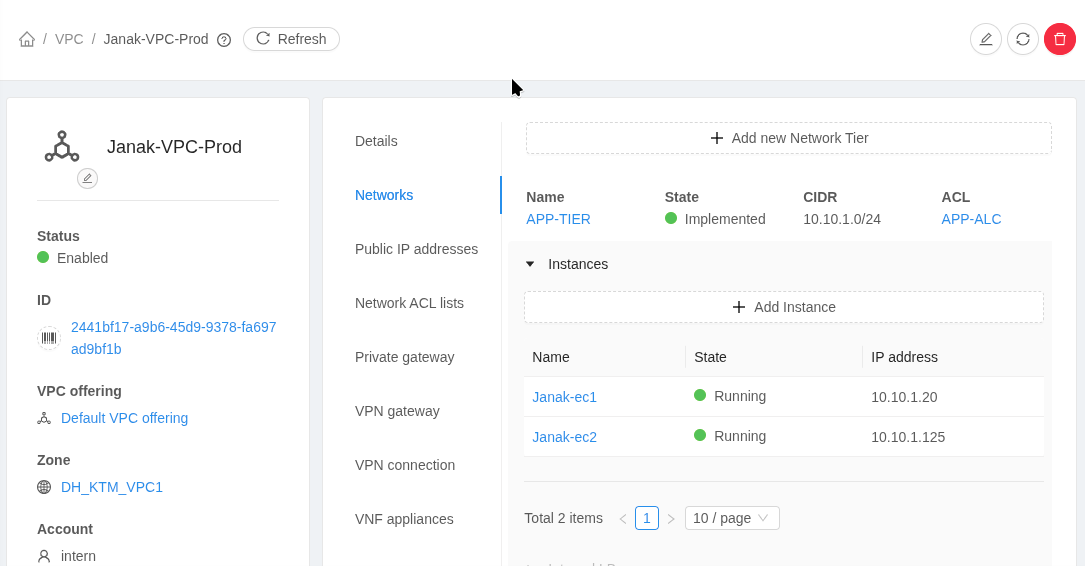 / VPC / Janak-VPC-Prod Refresh
Janak-VPC-Prod
Status
Enabled
ID
2441bf17-a9b6-45d9-9378-fa697
ad9bf1b
VPC offering
Default VPC offering
Zone
DH_KTM_VPC1
Account
intern
Details
Networks
Public IP addresses
Network ACL lists
Private gateway
VPN gateway
VPN connection
VNF appliances
Add new Network Tier
Name State CIDR ACL
APP-TIER Implemented 10.10.1.0/24 APP-ALC
Instances
Add Instance
Name State IP address
Janak-ec1 Running 10.10.1.20
Janak-ec2 Running 10.10.1.125
Total 2 items 1 10 / page